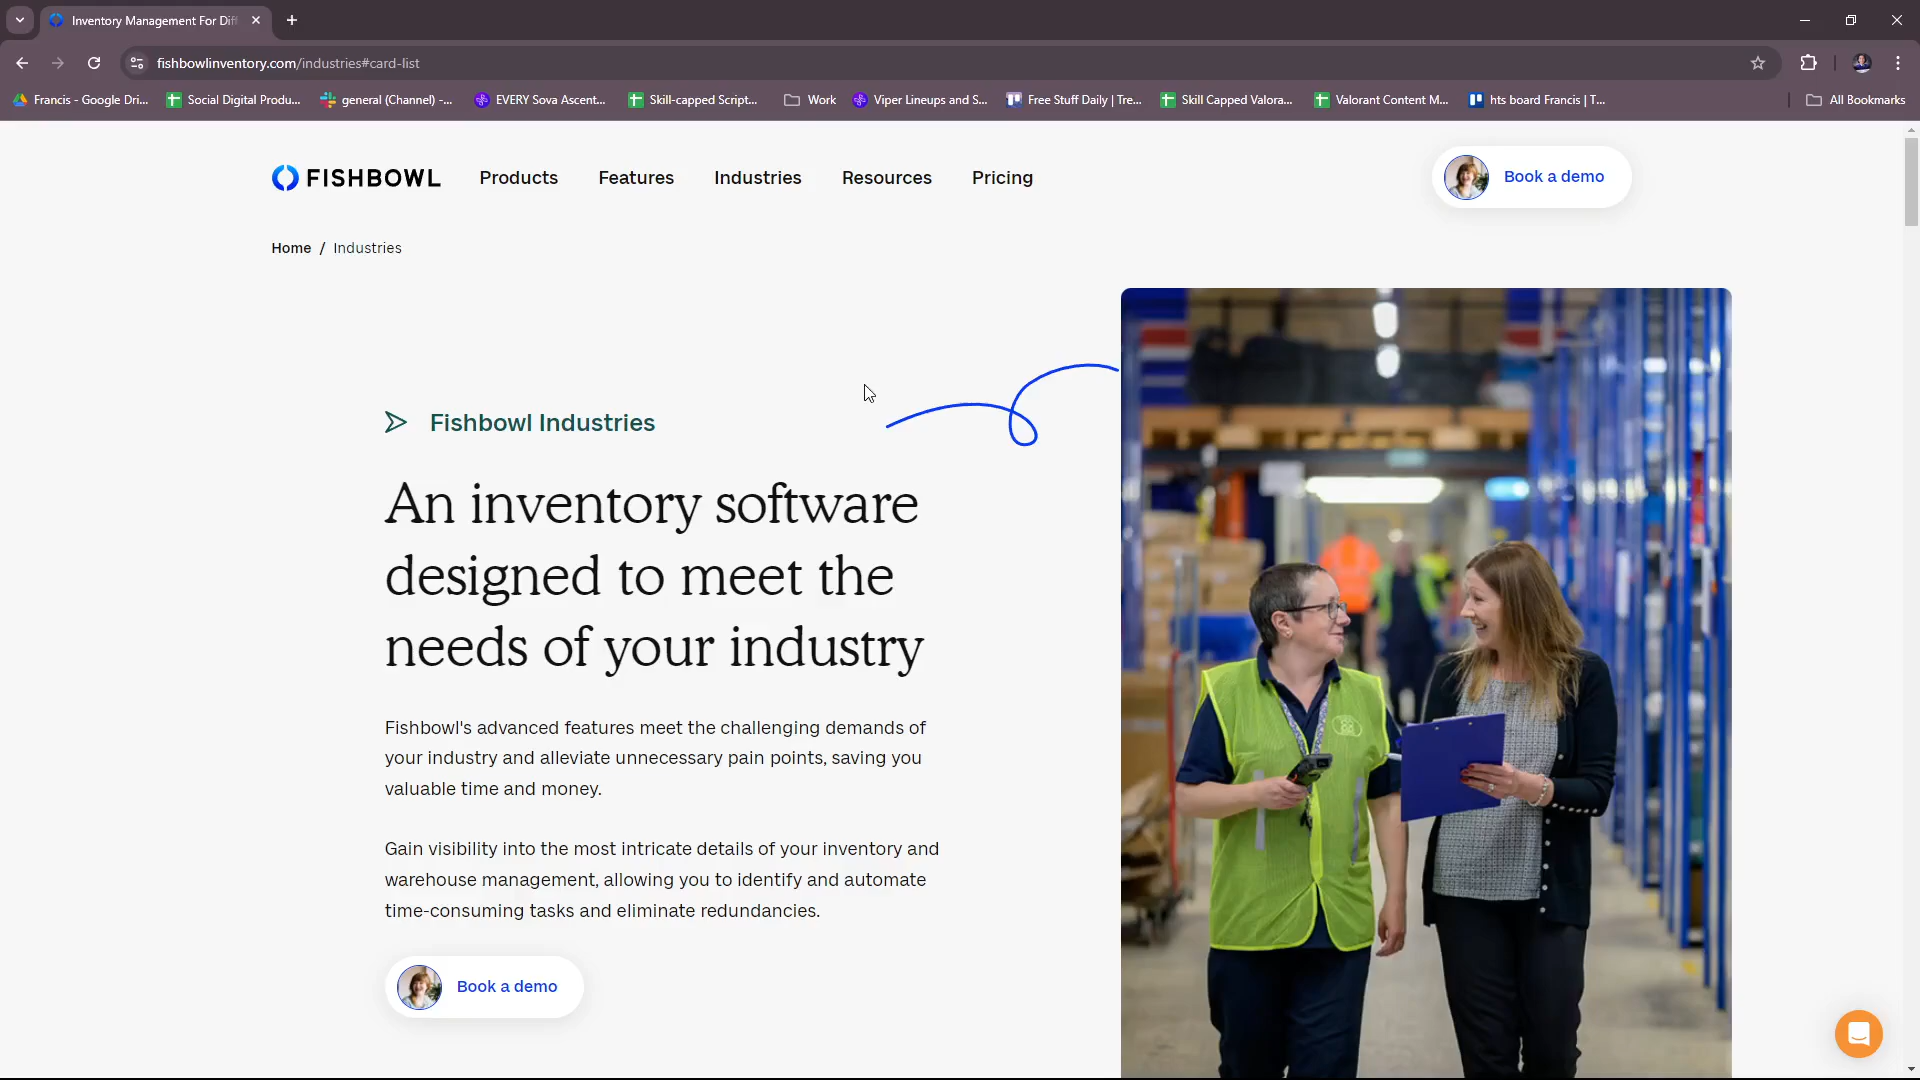 Inventory Management For Diff
fishbowlinventory.com/industries#card-list
Francis - Google Dri...
Social Digital Produ...
general (Channel) -...
EVERY Sova Ascent...
Skill-capped Script...
Work
Viper Lineups and S...
Free Stuff Daily | Tre...
Skill Capped Valora...
Valorant Content M...
hts board Francis | T...
All Bookmarks
FISHBOWL
Products
Features
Industries
Resources
Pricing
Book a demo
Home / Industries
Fishbowl Industries
An inventory software
designed to meet the
needs of your industry
Fishbowl's advanced features meet the challenging demands of
your industry and alleviate unnecessary pain points, saving you
valuable time and money.
Gain visibility into the most intricate details of your inventory and
warehouse management, allowing you to identify and automate
time-consuming tasks and eliminate redundancies.
Book a demo